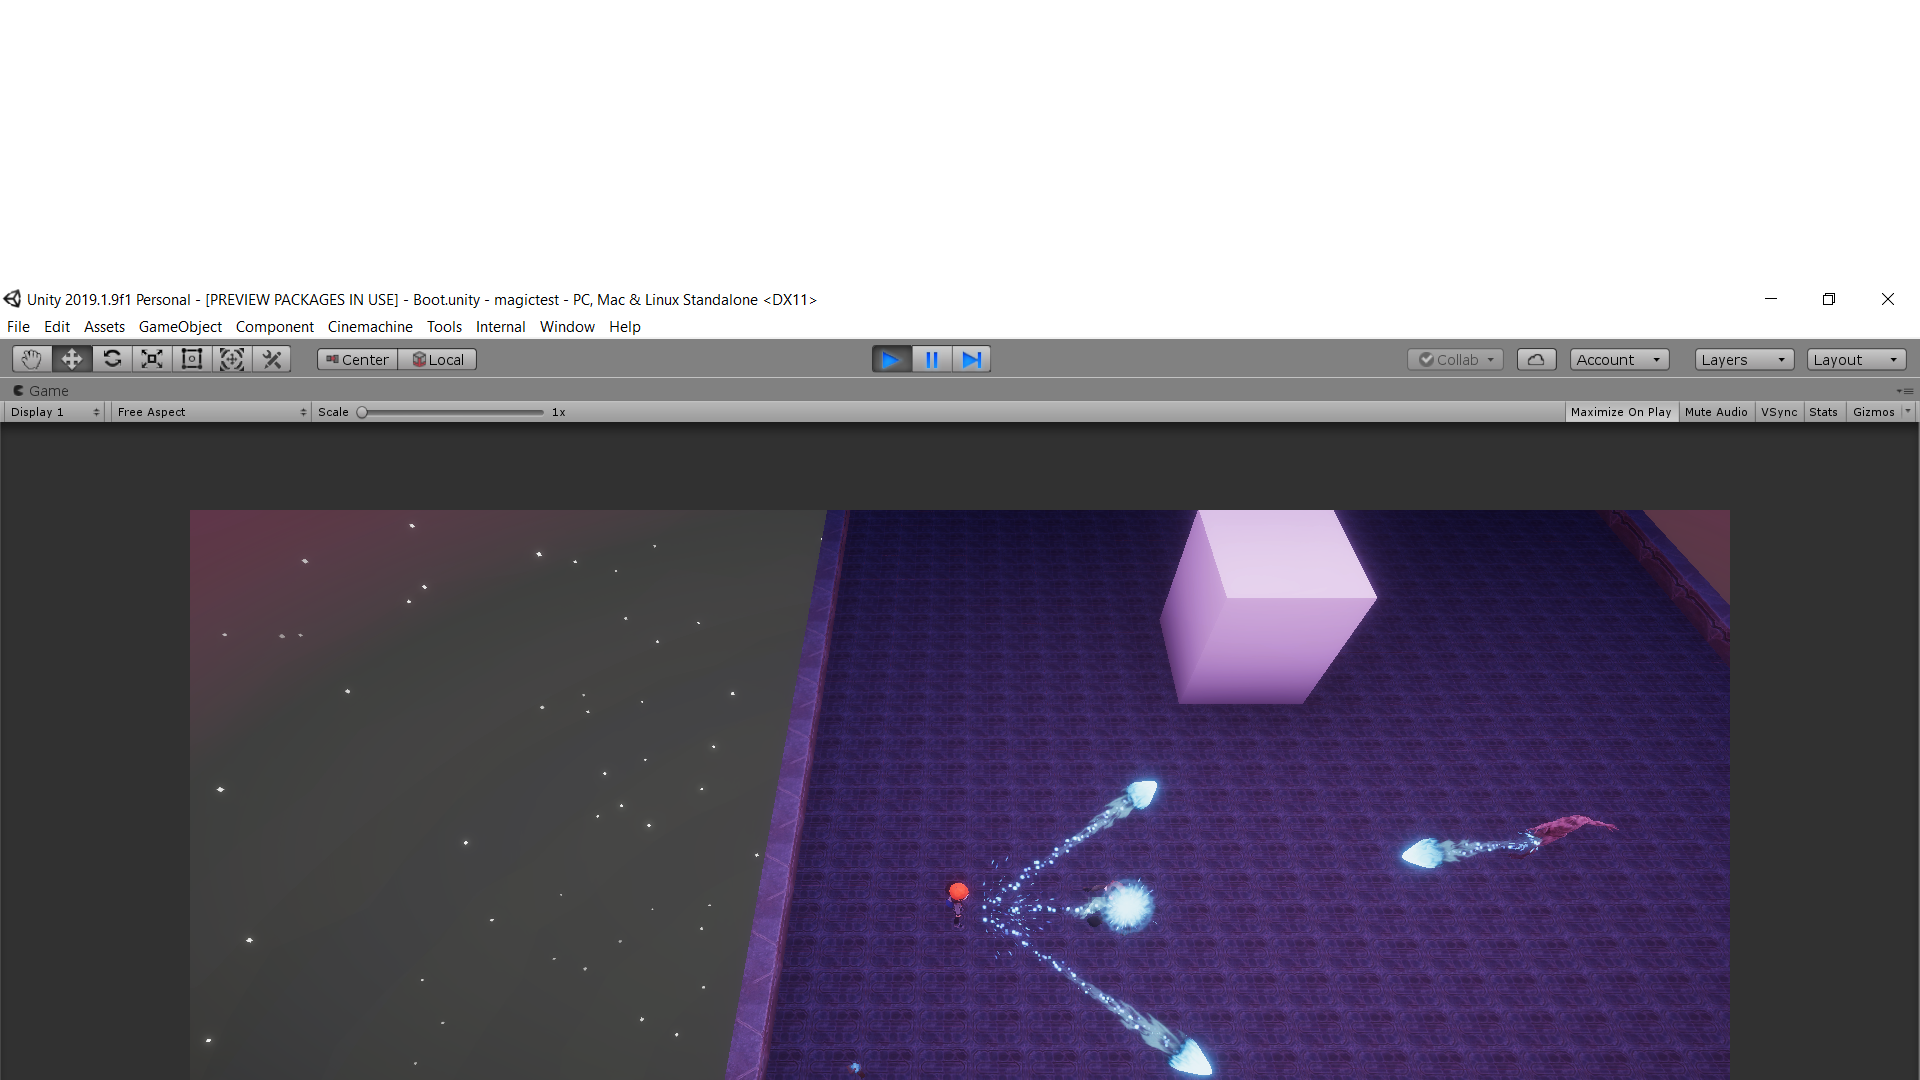 Unity 2019.1.9f1 Personal - [PREVIEW PACKAGES IN USE] - Boot.unity - magictest - PC, Mac & Linux Standalone <DX11>
File Edit Assets GameObject Component Cinemachine Tools Internal Window Help
Center Local Collab Account Layers Layout
Game
Display 1 Free Aspect Scale 1x Maximize On Play Mute Audio VSync Stats Gizmos